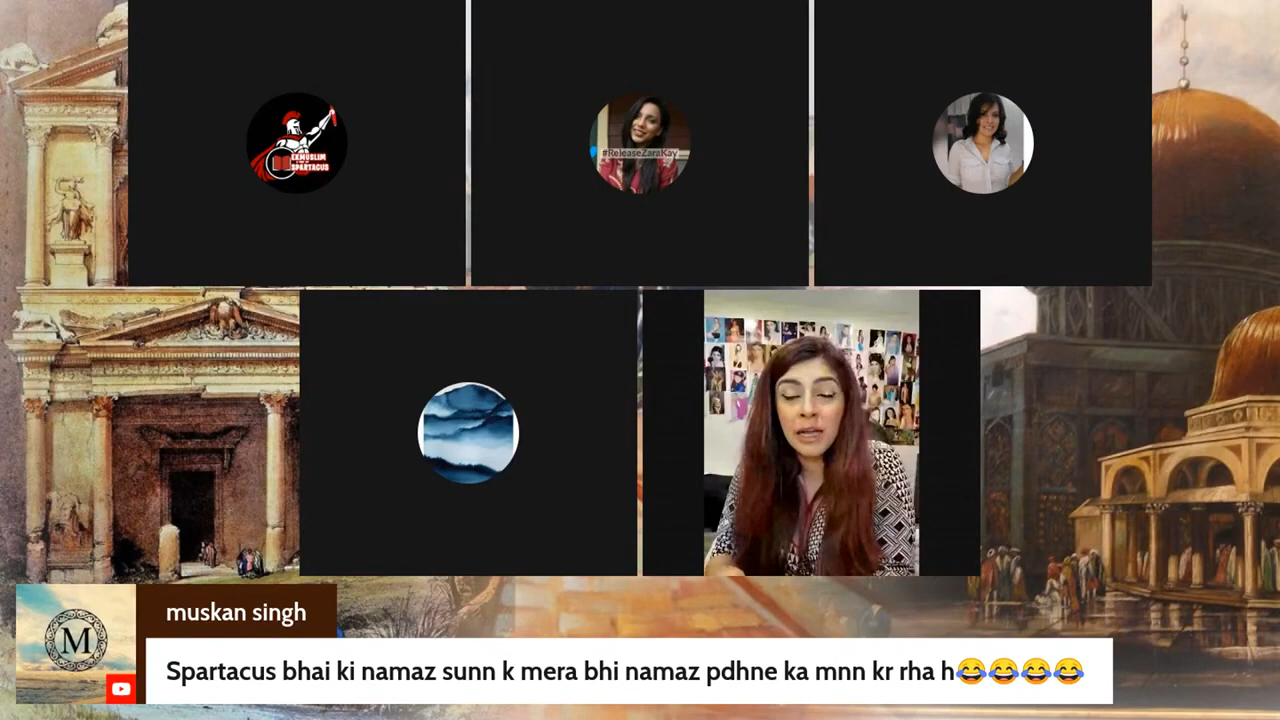 EXMUSLIM
SPARTACUS
#ReleaseZaraKay
M
muskan singh
Spartacus bhai ki namaz sunn k mera bhi namaz pdhne ka mnn kr rha h😂😂😂😂